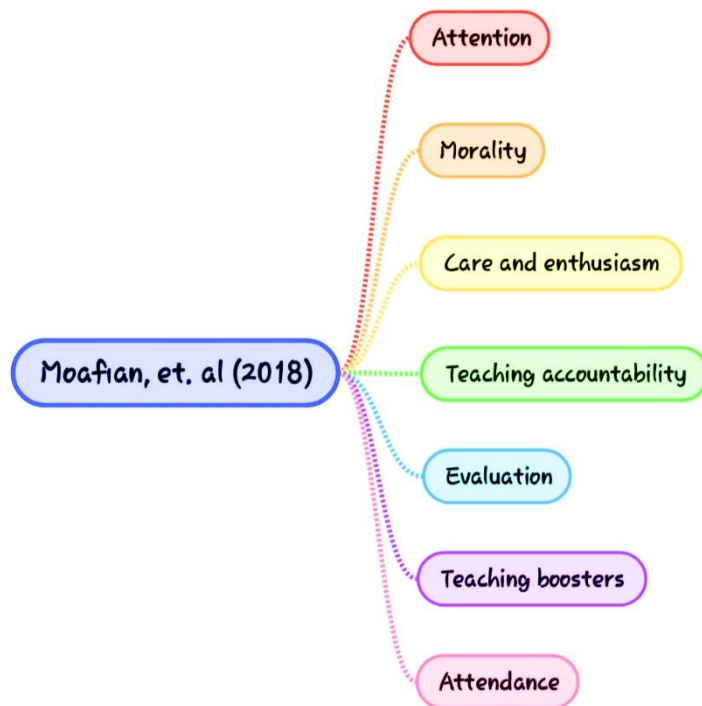 Attention
Morality
Care and enthusiasm
Moafian, et. al (2018)
Teaching accountability
Evaluation
Teaching boosters
Attendance